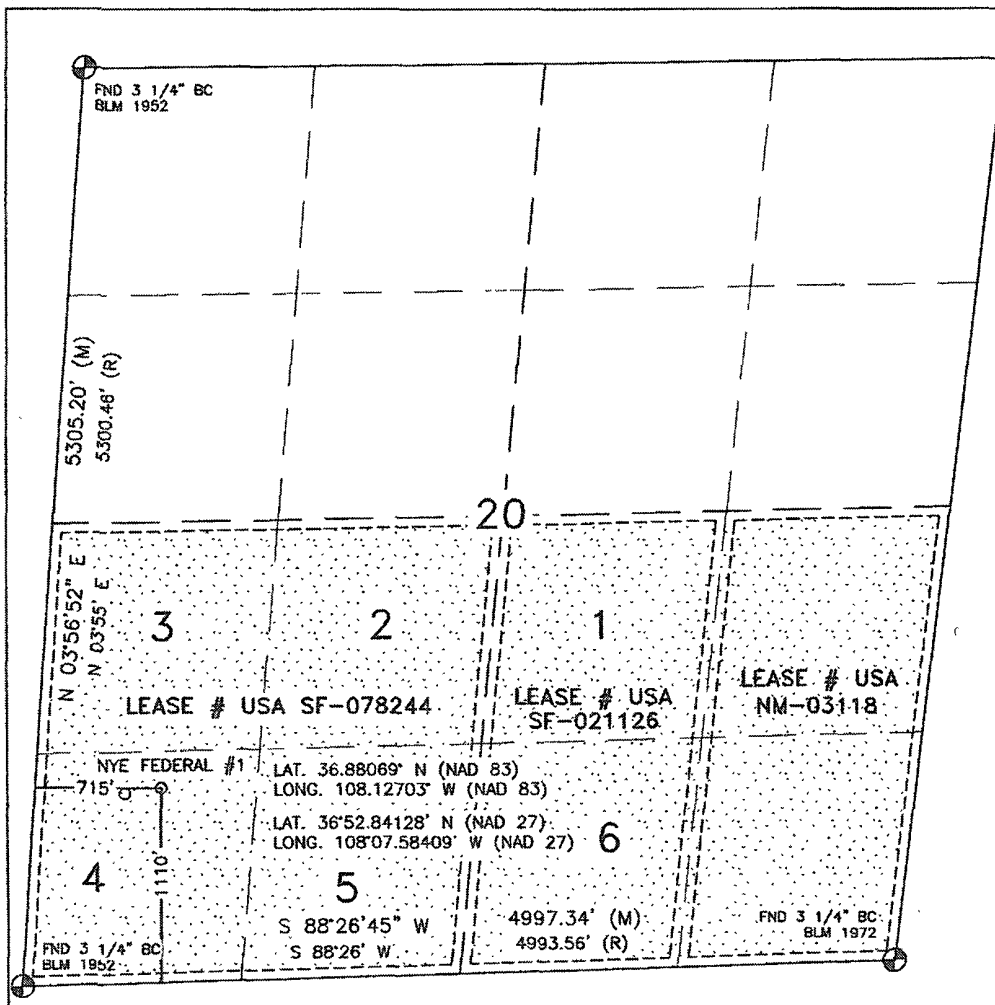 FND 3 1/4" BC
BLM 1952
5305.20' (M)
5300.46' (R)
20
N 03°56'52" E
N 03°55' E
3
2
1
LEASE # USA SF-078244
LEASE # USA
SF-021126
LEASE # USA
NM-03118
NYE FEDERAL #1
715'
LAT. 36.88069° N (NAD 83)
LONG. 108.12703° W (NAD 83)
LAT. 36°52.84128' N (NAD 27)
LONG. 108°07.58409' W (NAD 27)
1110'
4
5
6
S 88°26'45" W
S 88°26' W
4997.34' (M)
4993.56' (R)
FND 3 1/4" BC
BLM 1952
FND 3 1/4" BC
BLM 1972